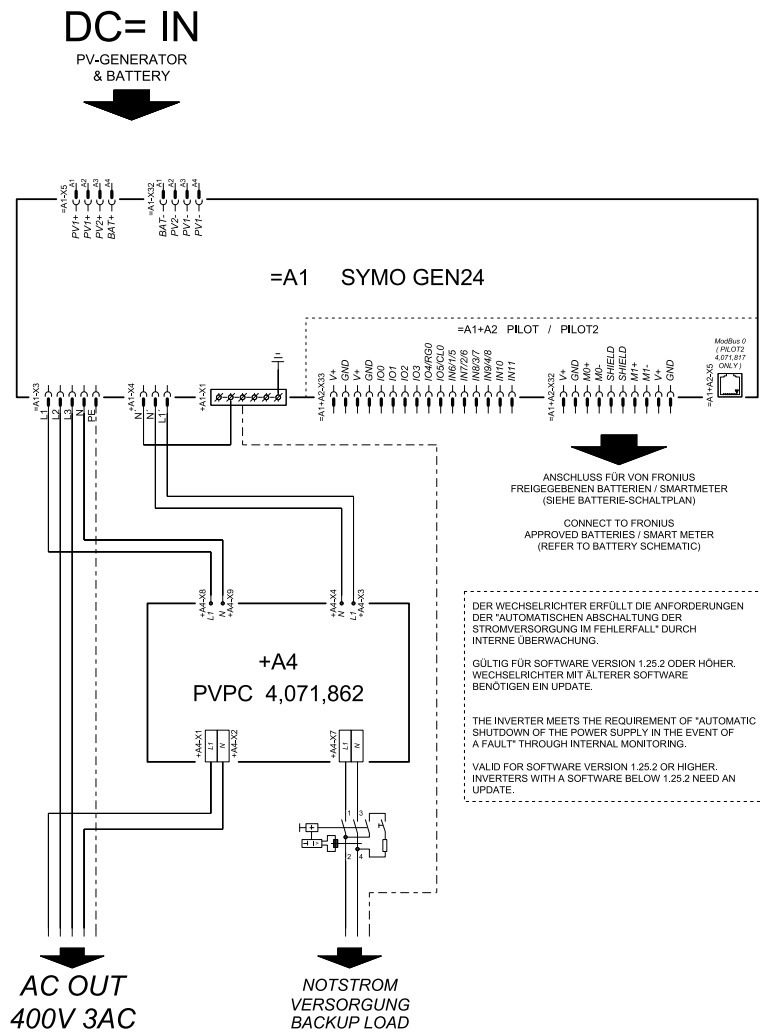 DC= IN
PV-GENERATOR
& BATTERY
=A1-X5
A1
A2
A3
A4
PV1+
PV1+
PV2+
BAT+
=A1-X32
A1
A2
A3
A4
BAT-
PV2-
PV1-
PV1-
=A1 SYMO GEN24
=A1+A2 PILOT / PILOT2
ModBus 0
( PILOT2
4,071,817
ONLY )
=A1-X3
L1
L2
L3
N
PE
+A1-X4
N'
N'
L1'
+A1-X1
=A1+A2-X33
V+
GND
V+
GND
IO0
IO1
IO2
IO3
IO4/RG0
IO5/CL0
IN6/1/5
IN7/2/6
IN8/3/7
IN9/4/8
IN10
IN11
=A1+A2-X32
V+
GND
M0+
M0-
SHIELD
SHIELD
M1+
M1-
V+
GND
=A1+A2-X5
ANSCHLUSS FÜR VON FRONIUS
FREIGEGEBENEN BATTERIEN / SMARTMETER
(SIEHE BATTERIE-SCHALTPLAN)
CONNECT TO FRONIUS
APPROVED BATTERIES / SMART METER
(REFER TO BATTERY SCHEMATIC)
+A4-X8
L1
N
+A4-X9
+A4-X4
N
L1
+A4-X3
+A4
PVPC 4,071,862
+A4-X1
L1
N
+A4-X2
+A4-X7
L1
N
DER WECHSELRICHTER ERFÜLLT DIE ANFORDERUNGEN
DER "AUTOMATISCHEN ABSCHALTUNG DER
STROMVERSORGUNG IM FEHLERFALL" DURCH
INTERNE ÜBERWACHUNG.
GÜLTIG FÜR SOFTWARE VERSION 1.25.2 ODER HÖHER.
WECHSELRICHTER MIT ÄLTERER SOFTWARE
BENÖTIGEN EIN UPDATE.
THE INVERTER MEETS THE REQUIREMENT OF "AUTOMATIC
SHUTDOWN OF THE POWER SUPPLY IN THE EVENT OF
A FAULT" THROUGH INTERNAL MONITORING.
VALID FOR SOFTWARE VERSION 1.25.2 OR HIGHER.
INVERTERS WITH A SOFTWARE BELOW 1.25.2 NEED AN
UPDATE.
1 3
2 4
AC OUT
400V 3AC
NOTSTROM
VERSORGUNG
BACKUP LOAD